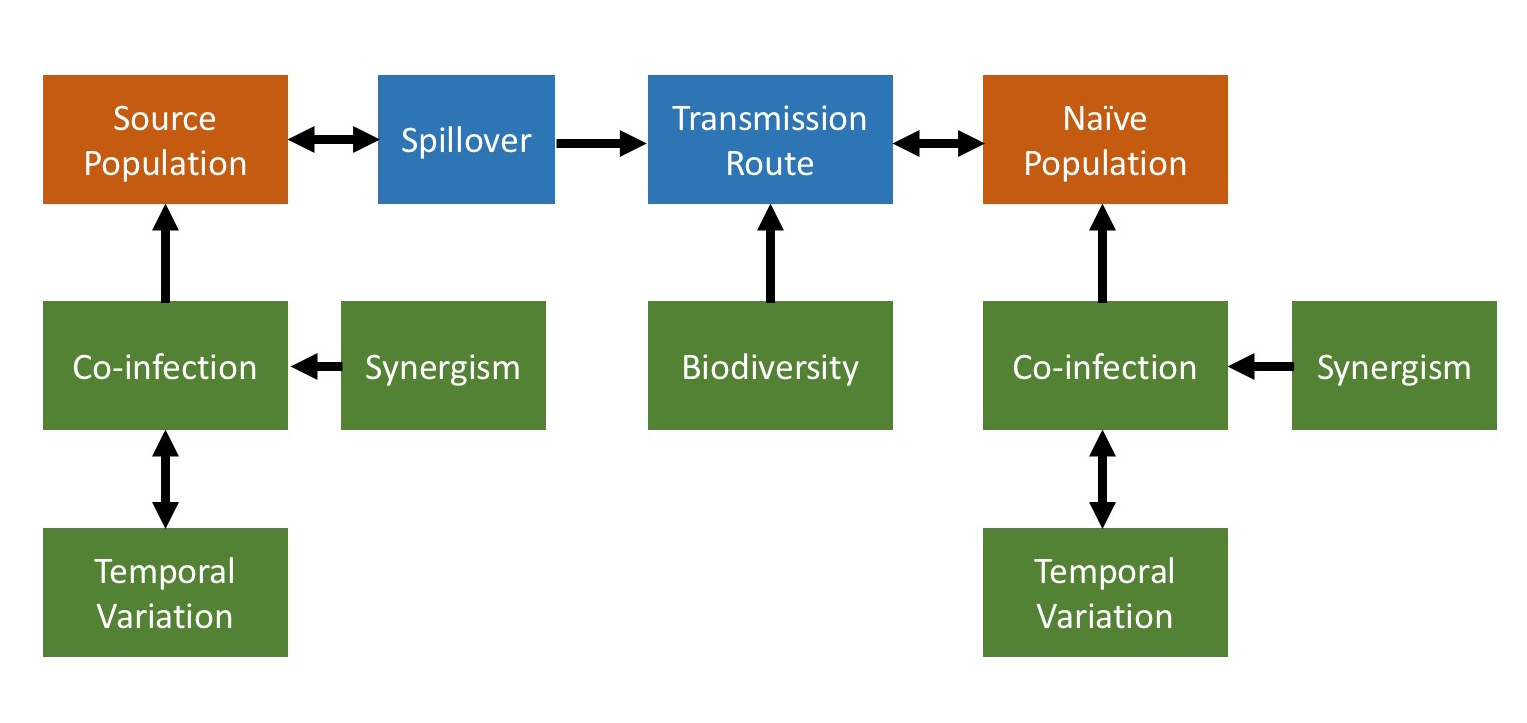 Source
Population
Spillover
Transmission
Route
Naïve
Population
Co-infection
Synergism
Biodiversity
Co-infection
Synergism
Temporal
Variation
Temporal
Variation